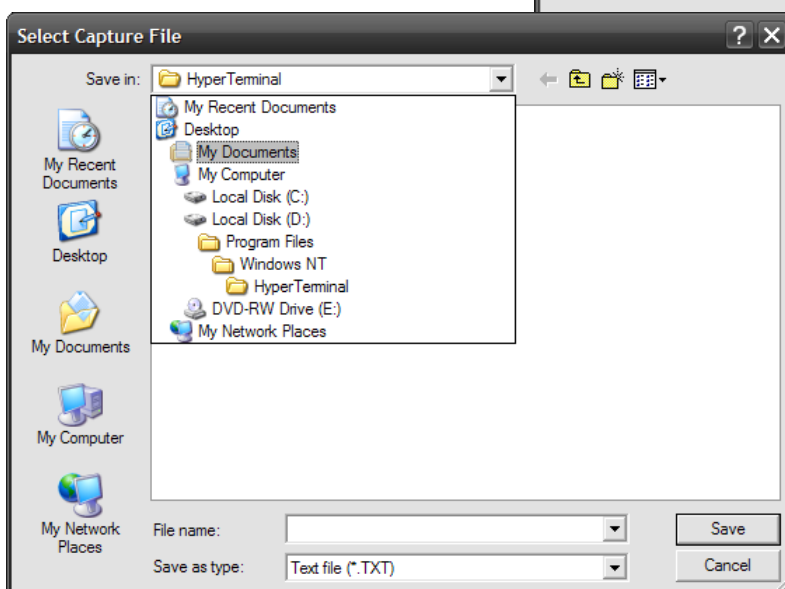 Select Capture File
Save in:
HyperTerminal
My Recent Documents
Desktop
My Documents
My Computer
Local Disk (C:)
Local Disk (D:)
Program Files
Windows NT
HyperTerminal
DVD-RW Drive (E:)
My Network Places
My Recent
Documents
Desktop
My Documents
My Computer
My Network
Places
File name:
Save
Save as type:
Text file (*.TXT)
Cancel